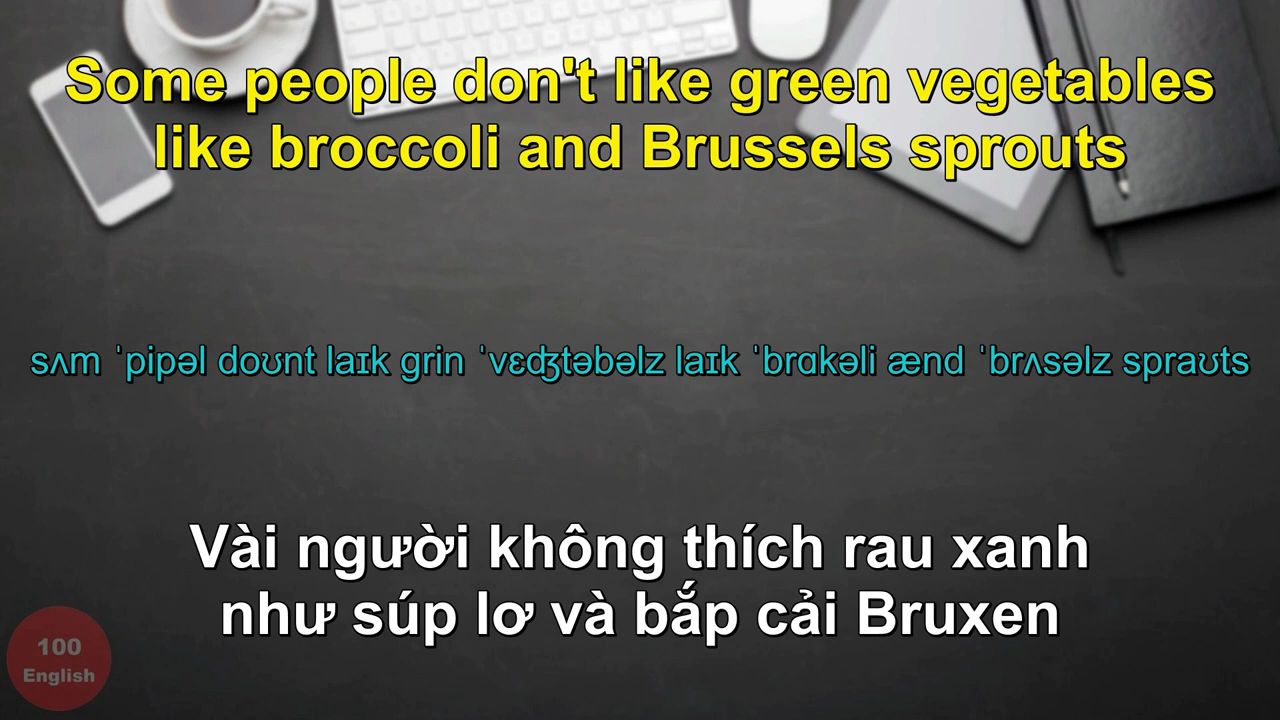 Some people don't like green vegetables
like broccoli and Brussels sprouts
sʌm ˈpipəl doʊnt laɪk grin ˈvɛʤtəbəlz laɪk ˈbrɑkəli ænd ˈbrʌsəlz spraʊts
Vài người không thích rau xanh
như súp lơ và bắp cải Bruxen
100
English